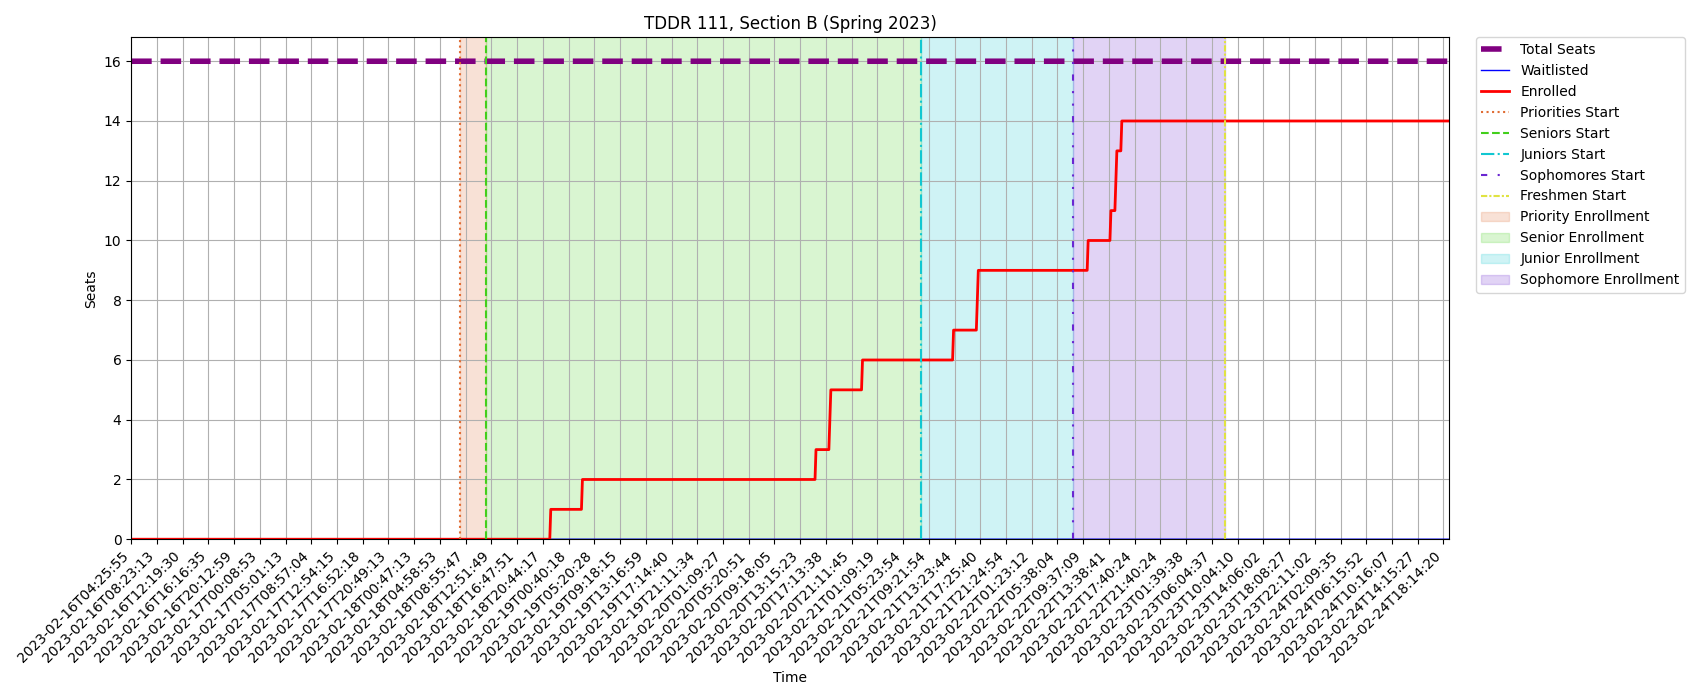 TDDR 111, Section B (Spring 2023)
Seats
16
14
12
10
8
6
4
2
0
2023-02-16T04:25:55
2023-02-16T08:23:13
2023-02-16T12:19:30
2023-02-16T16:16:35
2023-02-16T20:12:59
2023-02-17T00:08:53
2023-02-17T05:01:13
2023-02-17T08:57:04
2023-02-17T12:54:15
2023-02-17T16:52:18
2023-02-17T20:49:13
2023-02-18T00:47:13
2023-02-18T04:58:53
2023-02-18T08:55:47
2023-02-18T12:51:49
2023-02-18T16:47:51
2023-02-18T20:44:17
2023-02-19T00:40:18
2023-02-19T05:20:28
2023-02-19T09:18:15
2023-02-19T13:16:59
2023-02-19T17:14:40
2023-02-19T21:11:34
2023-02-20T01:09:27
2023-02-20T05:20:51
2023-02-20T09:18:05
2023-02-20T13:15:23
2023-02-20T17:13:38
2023-02-20T21:11:45
2023-02-21T01:09:19
2023-02-21T05:23:54
2023-02-21T09:21:54
2023-02-21T13:23:44
2023-02-21T17:25:40
2023-02-21T21:24:54
2023-02-22T01:23:12
2023-02-22T05:38:04
2023-02-22T09:37:09
2023-02-22T13:38:41
2023-02-22T17:40:24
2023-02-22T21:40:24
2023-02-23T01:39:38
2023-02-23T06:04:37
2023-02-23T10:04:10
2023-02-23T14:06:02
2023-02-23T18:08:27
2023-02-23T22:11:02
2023-02-24T02:09:35
2023-02-24T06:15:52
2023-02-24T10:16:07
2023-02-24T14:15:27
2023-02-24T18:14:20
Time
Total Seats
Waitlisted
Enrolled
Priorities Start
Seniors Start
Juniors Start
Sophomores Start
Freshmen Start
Priority Enrollment
Senior Enrollment
Junior Enrollment
Sophomore Enrollment